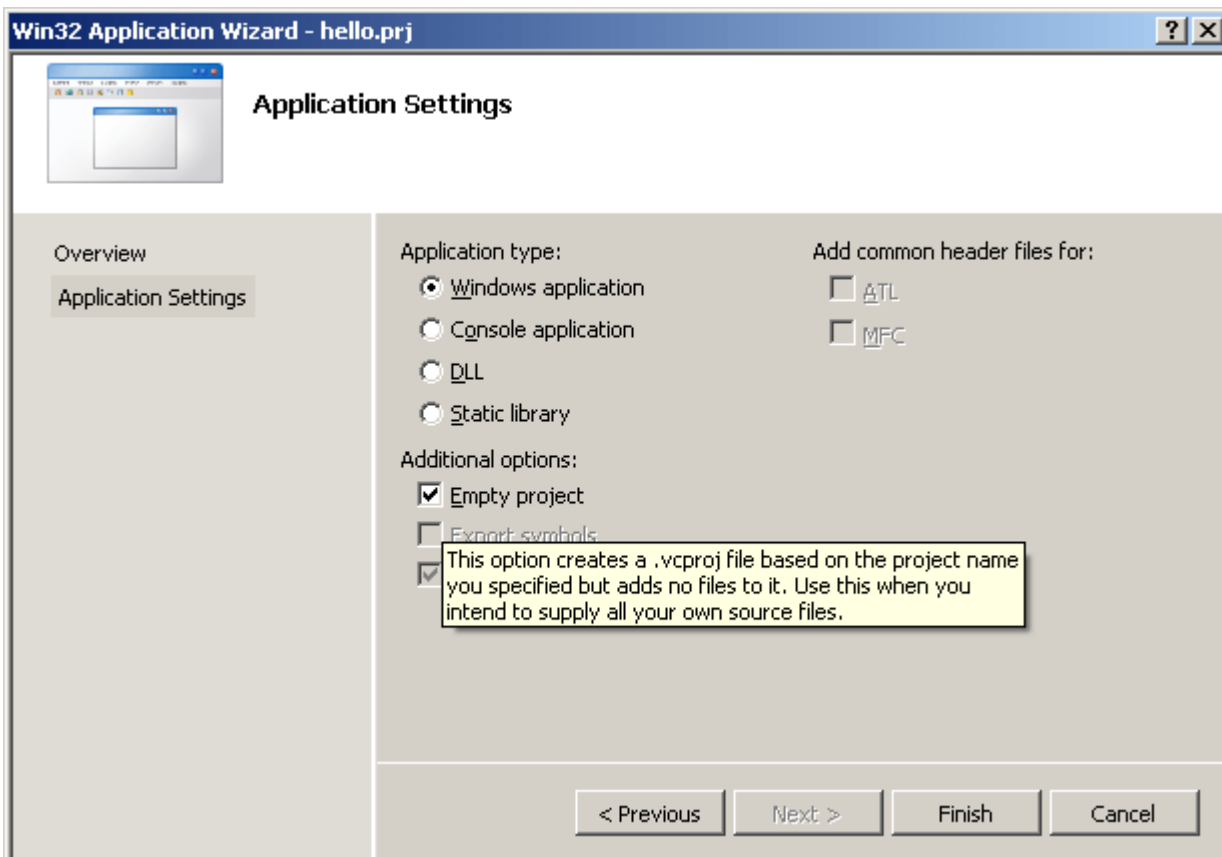 Win32 Application Wizard - hello.prj
Application Settings
Overview
Application Settings
Application type:
Windows application
Console application
DLL
Static library
Additional options:
Empty project
Export symbols
This option creates a .vcproj file based on the project name
you specified but adds no files to it. Use this when you
intend to supply all your own source files.
Add common header files for:
ATL
MFC
< Previous
Next >
Finish
Cancel